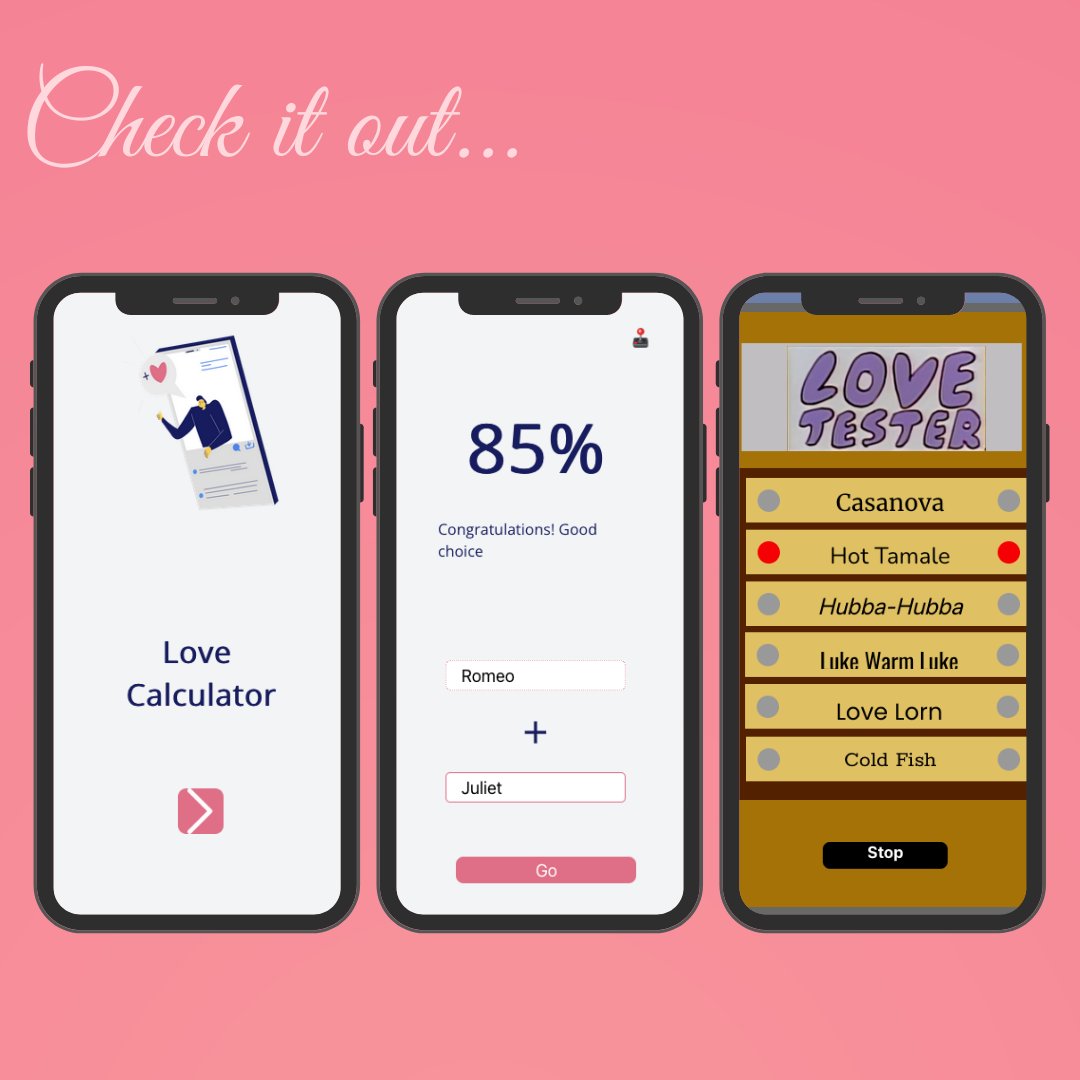 Check it out...
Love
Calculator
85%
Congratulations! Good
choice
Romeo
+
Juliet
Go
LOVE
TESTER
Casanova
Hot Tamale
Hubba-Hubba
Luke Warm Luke
Love Lorn
Cold Fish
Stop